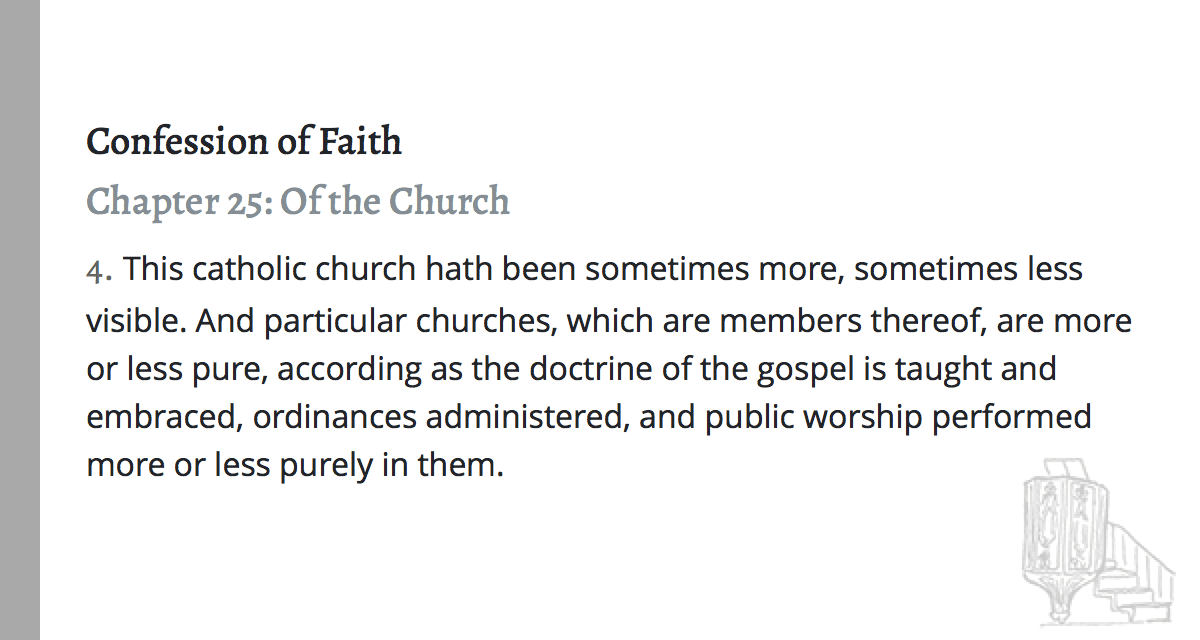 Confession of Faith
Chapter 25: Of the Church
4. This catholic church hath been sometimes more, sometimes less
visible. And particular churches, which are members thereof, are more
or less pure, according as the doctrine of the gospel is taught and
embraced, ordinances administered, and public worship performed
more or less purely in them.